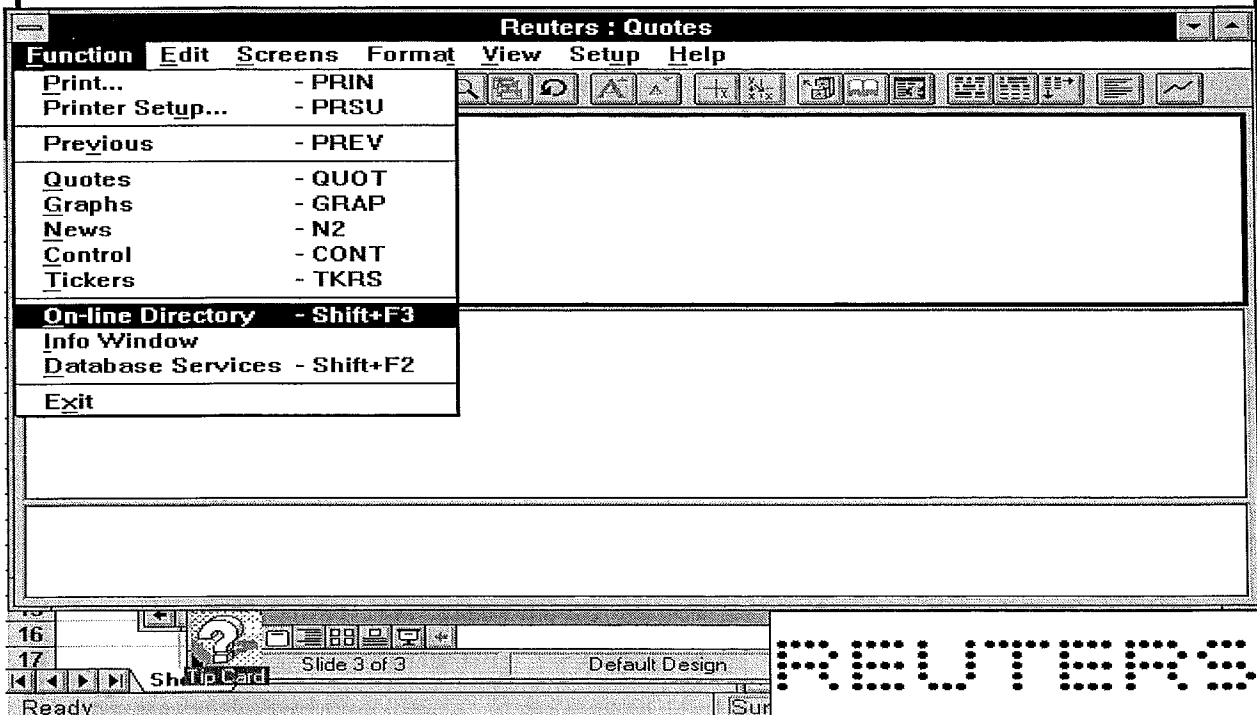 Reuters : Quotes
Function Edit Screens Format View Setup Help
Print... - PRIN
Printer Setup... - PRSU
Previous - PREV
Quotes - QUOT
Graphs - GRAP
News - N2
Control - CONT
Tickers - TKRS
On-line Directory - Shift+F3
Info Window
Database Services - Shift+F2
Exit
16
17
Slide 3 of 3 Default Design
Tip Card
Ready
REUTERS